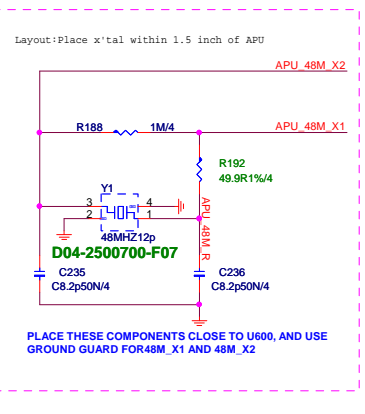 Layout:Place x'tal within 1.5 inch of APU
APU_48M_X2
R188 1M/4 APU_48M_X1
R192
49.9R1%/4
Y1
3 4
2 1
APU_48M_R
48MHZ12p
D04-2500700-F07
C235
C8.2p50N/4
C236
C8.2p50N/4
PLACE THESE COMPONENTS CLOSE TO U600, AND USE
GROUND GUARD FOR48M_X1 AND 48M_X2